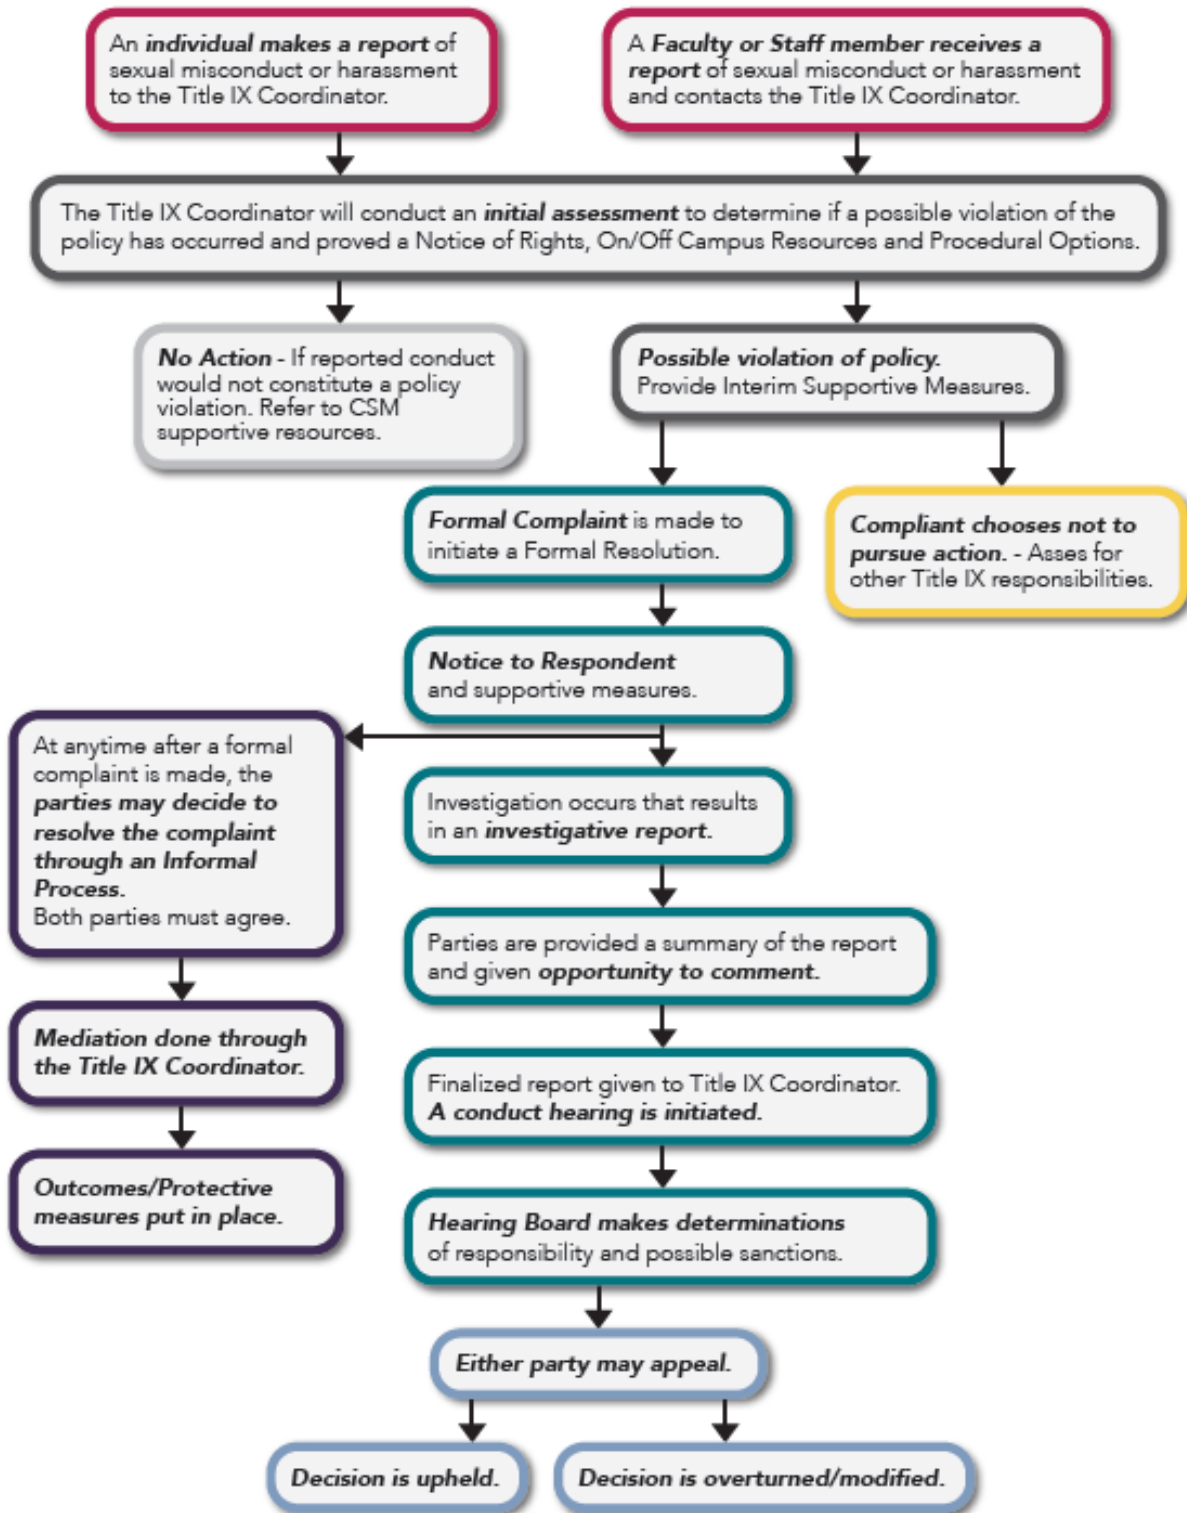 An individual makes a report of
sexual misconduct or harassment
to the Title IX Coordinator.
A Faculty or Staff member receives a
report of sexual misconduct or harassment
and contacts the Title IX Coordinator.
The Title IX Coordinator will conduct an initial assessment to determine if a possible violation of the
policy has occurred and proved a Notice of Rights, On/Off Campus Resources and Procedural Options.
No Action - If reported conduct
would not constitute a policy
violation. Refer to CSM
supportive resources.
Possible violation of policy.
Provide Interim Supportive Measures.
Formal Complaint is made to
initiate a Formal Resolution.
Compliant chooses not to
pursue action. - Asses for
other Title IX responsibilities.
Notice to Respondent
and supportive measures.
At anytime after a formal
complaint is made, the
parties may decide to
resolve the complaint
through an Informal
Process.
Both parties must agree.
Investigation occurs that results
in an investigative report.
Parties are provided a summary of the report
and given opportunity to comment.
Mediation done through
the Title IX Coordinator.
Finalized report given to Title IX Coordinator.
A conduct hearing is initiated.
Outcomes/Protective
measures put in place.
Hearing Board makes determinations
of responsibility and possible sanctions.
Either party may appeal.
Decision is upheld.
Decision is overturned/modified.